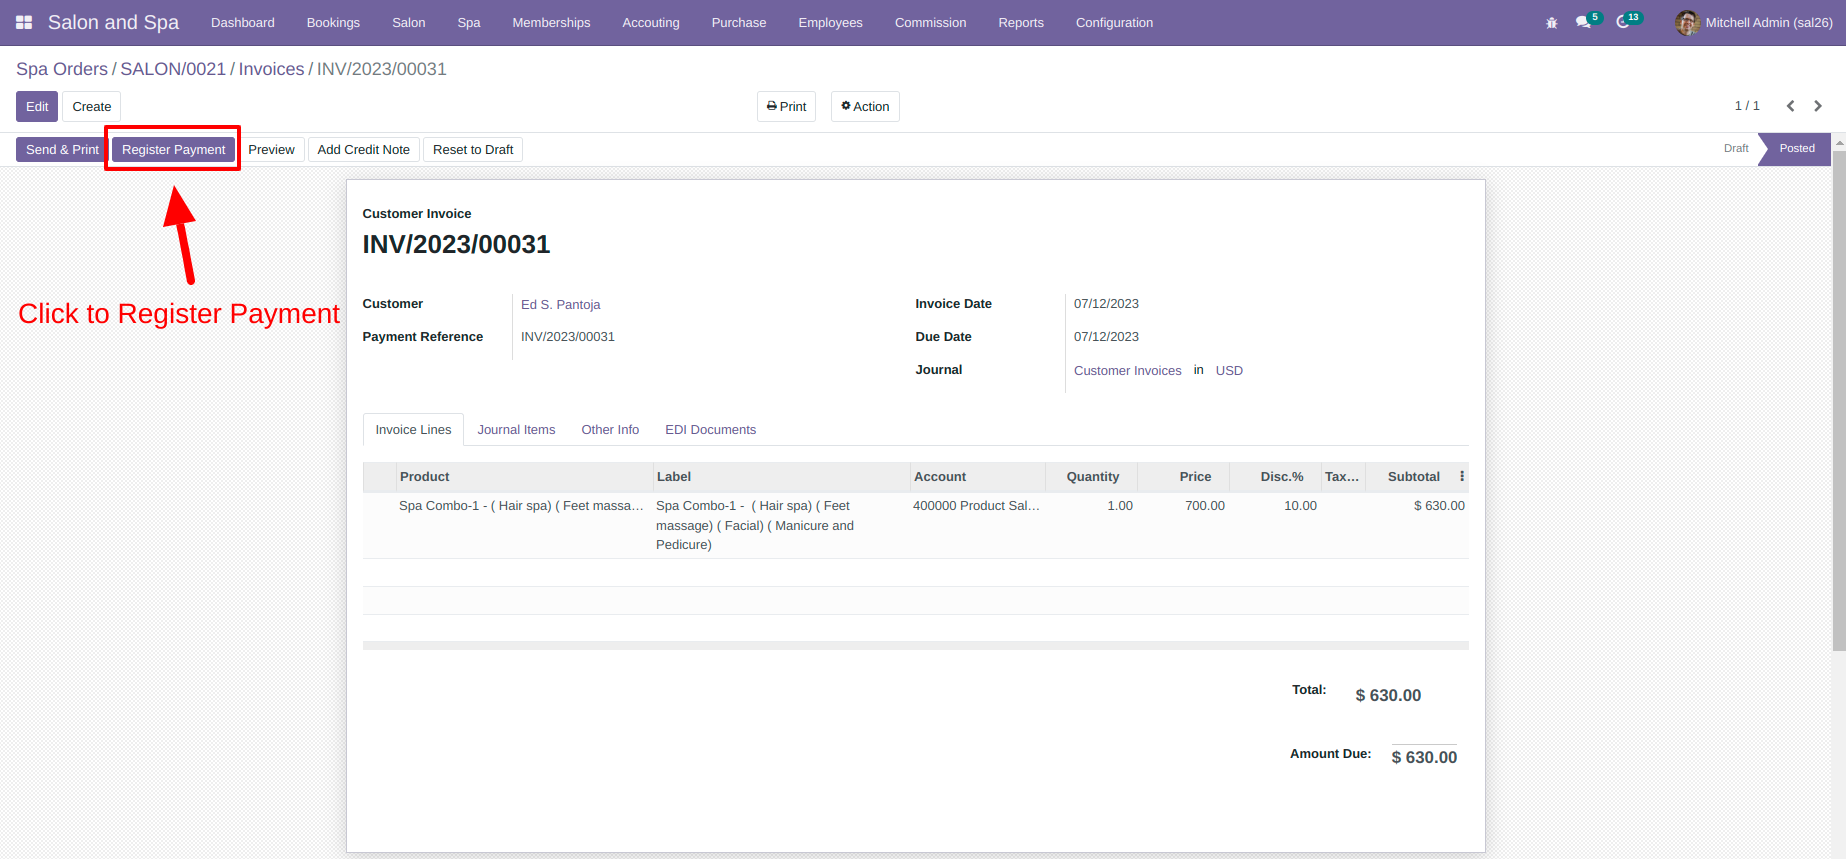 Salon and Spa Dashboard Bookings Salon Spa Memberships Accouting Purchase Employees Commission Reports Configuration 5 13 Mitchell Admin (sal26)
Spa Orders / SALON/0021 / Invoices / INV/2023/00031
Edit Create Print Action 1 / 1
Send & Print Register Payment Preview Add Credit Note Reset to Draft Draft Posted
Click to Register Payment
Customer Invoice
INV/2023/00031
Customer Ed S. Pantoja Invoice Date 07/12/2023
Payment Reference INV/2023/00031 Due Date 07/12/2023
Journal Customer Invoices in USD
Invoice Lines Journal Items Other Info EDI Documents
Product Label Account Quantity Price Disc.% Tax... Subtotal
Spa Combo-1 - ( Hair spa) ( Feet massa... Spa Combo-1 - ( Hair spa) ( Feet 400000 Product Sal... 1.00 700.00 10.00 $ 630.00
massage) ( Facial) ( Manicure and
Pedicure)
Total: $ 630.00
Amount Due: $ 630.00